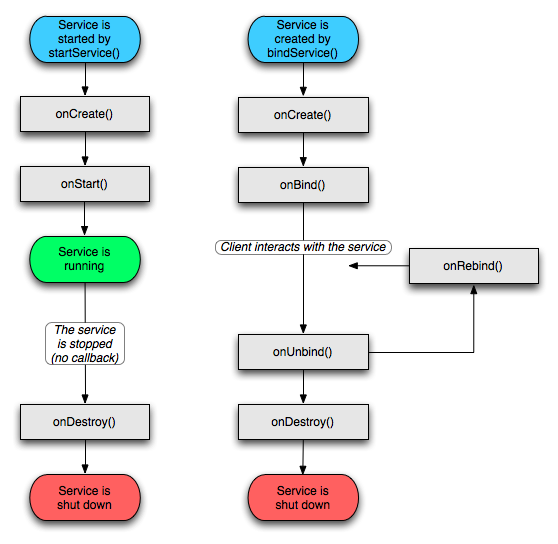 Service is
started by
startService()
onCreate()
onStart()
Service is
running
The service
is stopped
(no callback)
onDestroy()
Service is
shut down
Service is
created by
bindService()
onCreate()
onBind()
Client interacts with the service
onRebind()
onUnbind()
onDestroy()
Service is
shut down